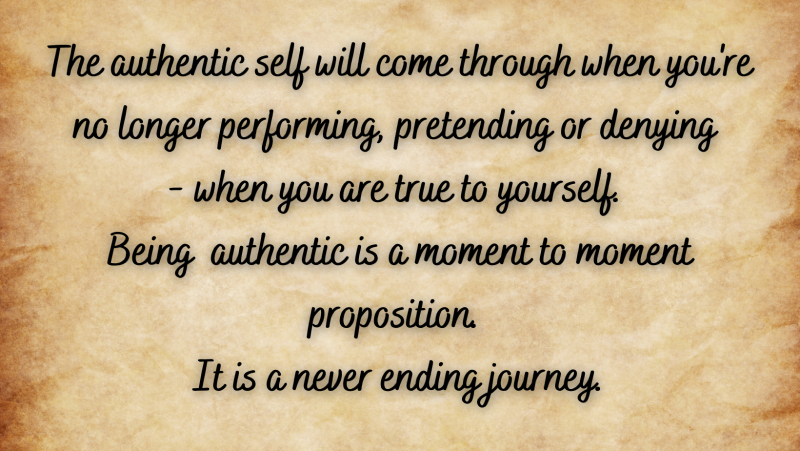 The authentic self will come through when you're
no longer performing, pretending or denying
- when you are true to yourself.
Being  authentic is a moment to moment
proposition.
It is a never ending journey.